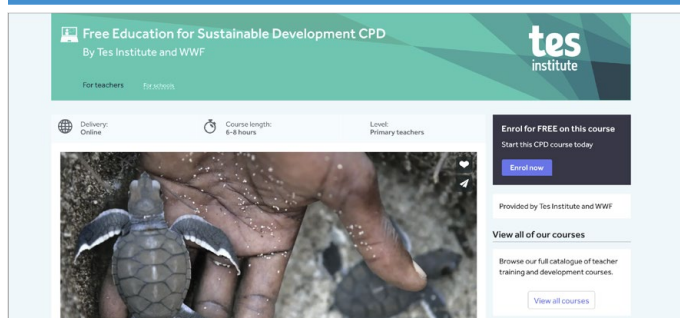 Free Education for Sustainable Development CPD
By Tes Institute and WWF
For teachers
For schools
tes
institute
Delivery:
Online
Course length:
6-8 hours
Level:
Primary teachers
Enrol for FREE on this course
Start this CPD course today
Enrol now
Provided by Tes Institute and WWF
View all of our courses
Browse our full catalogue of teacher
training and development courses.
View all courses